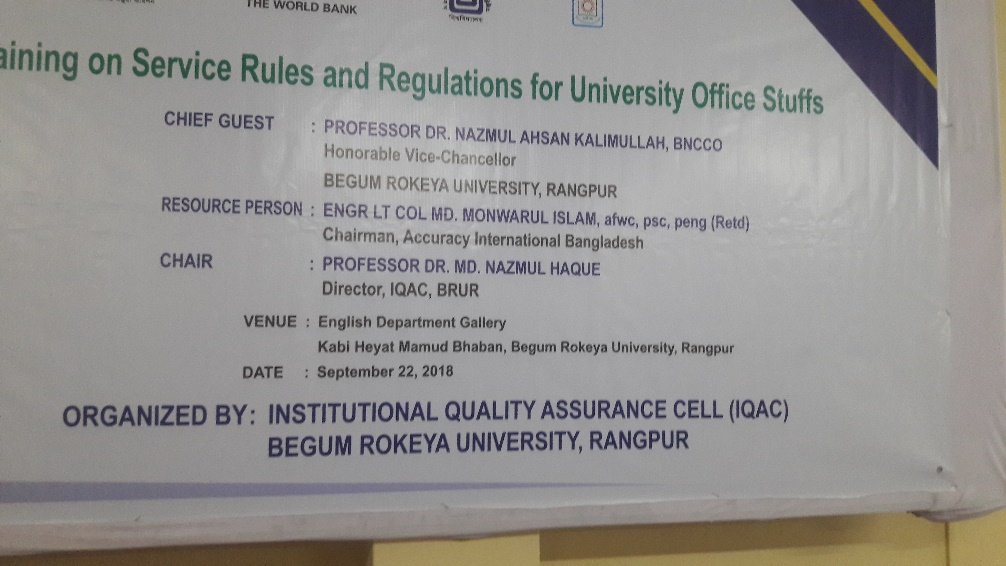 THE WORLD BANK
aining on Service Rules and Regulations for University Office Stuffs
CHIEF GUEST : PROFESSOR DR. NAZMUL AHSAN KALIMULLAH, BNCCO
Honorable Vice-Chancellor
BEGUM ROKEYA UNIVERSITY, RANGPUR
RESOURCE PERSON : ENGR LT COL MD. MONWARUL ISLAM, afwc, psc, peng (Retd)
Chairman, Accuracy International Bangladesh
CHAIR : PROFESSOR DR. MD. NAZMUL HAQUE
Director, IQAC, BRUR
VENUE : English Department Gallery
Kabi Heyat Mamud Bhaban, Begum Rokeya University, Rangpur
DATE : September 22, 2018
ORGANIZED BY: INSTITUTIONAL QUALITY ASSURANCE CELL (IQAC)
BEGUM ROKEYA UNIVERSITY, RANGPUR